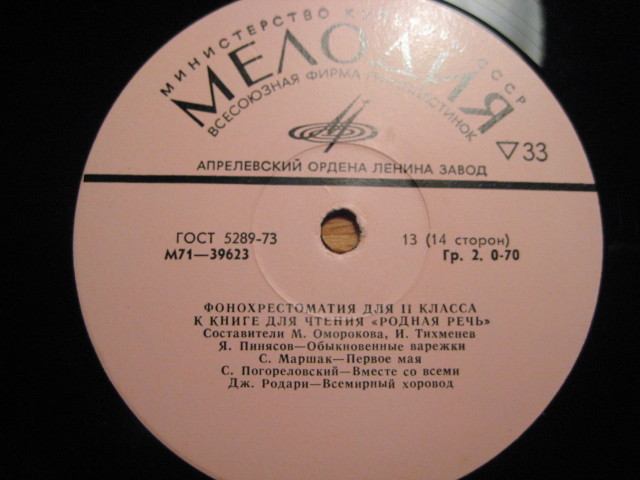 МИНИСТЕРСТВО КУЛЬТУРЫ СССР
МЕЛОДИЯ
ВСЕСОЮЗНАЯ ФИРМА ГРАМПЛАСТИНОК
▽33
АПРЕЛЕВСКИЙ ОРДЕНА ЛЕНИНА ЗАВОД
ГОСТ 5289-73
13 (14 сторон)
М71—39623
Гр. 2. 0-70
ФОНОХРЕСТОМАТИЯ ДЛЯ II КЛАССА
К КНИГЕ ДЛЯ ЧТЕНИЯ «РОДНАЯ РЕЧЬ»
Составители М. Оморокова, И. Тихменев
Я. Пинясов—Обыкновенные варежки
С. Маршак—Первое мая
С. Погореловский—Вместе со всеми
Дж. Родари—Всемирный хоровод